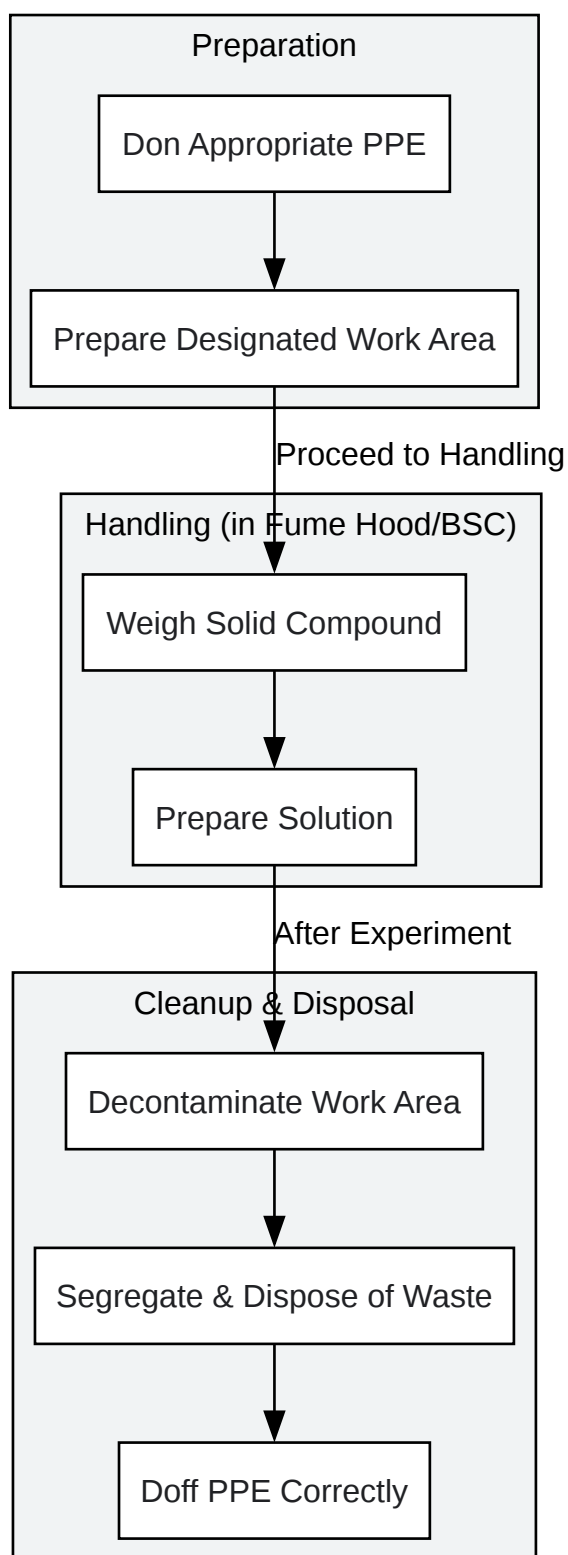 Preparation
Don Appropriate PPE
Prepare Designated Work Area
Proceed to Handling
Handling (in Fume Hood/BSC)
Weigh Solid Compound
Prepare Solution
After Experiment
Cleanup & Disposal
Decontaminate Work Area
Segregate & Dispose of Waste
Doff PPE Correctly